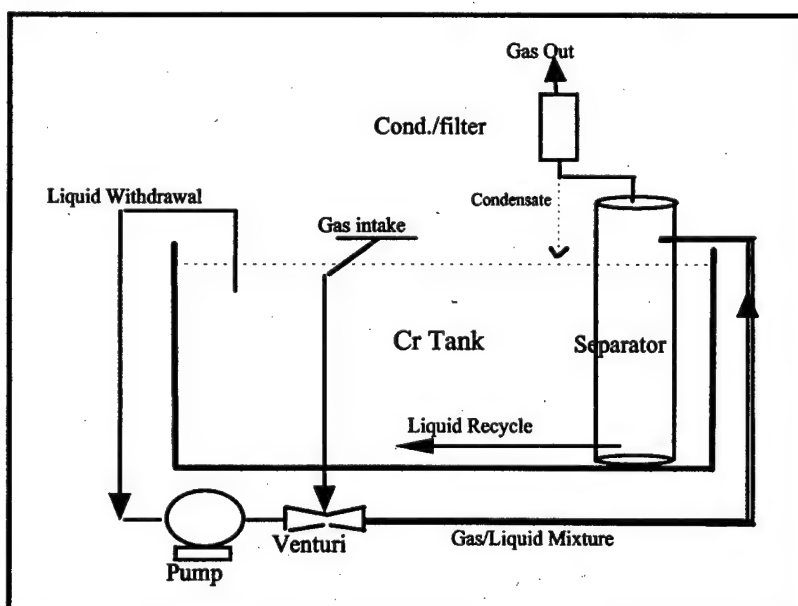 Gas Out
Cond./filter
Liquid Withdrawal
Condensate
Gas intake
Cr Tank
Separator
Liquid Recycle
Venturi
Gas/Liquid Mixture
Pump